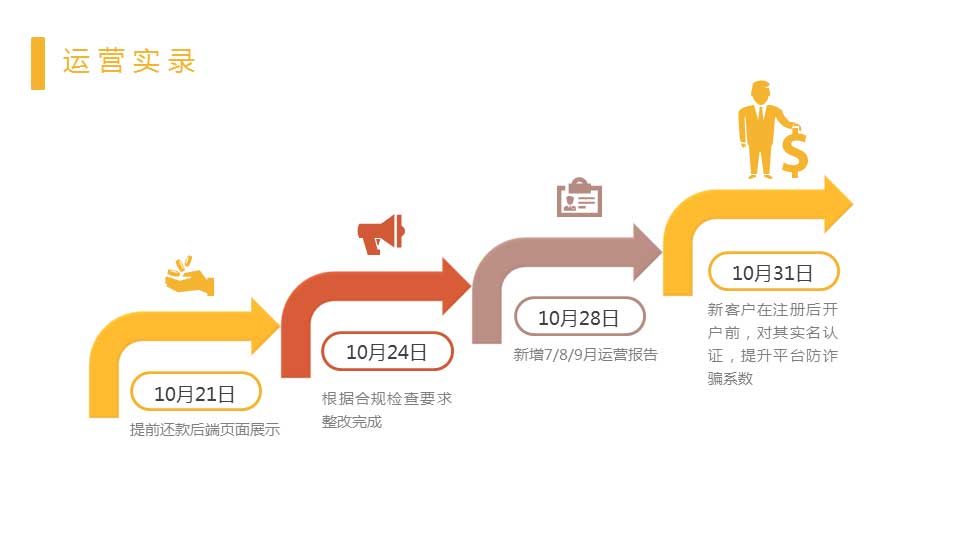 运营实录
10月21日
提前还款后端页面展示
10月24日
根据合规检查要求
整改完成
10月28日
新增7/8/9月运营报告
10月31日
新客户在注册后开
户前，对其实名认
证，提升平台防诈
骗系数